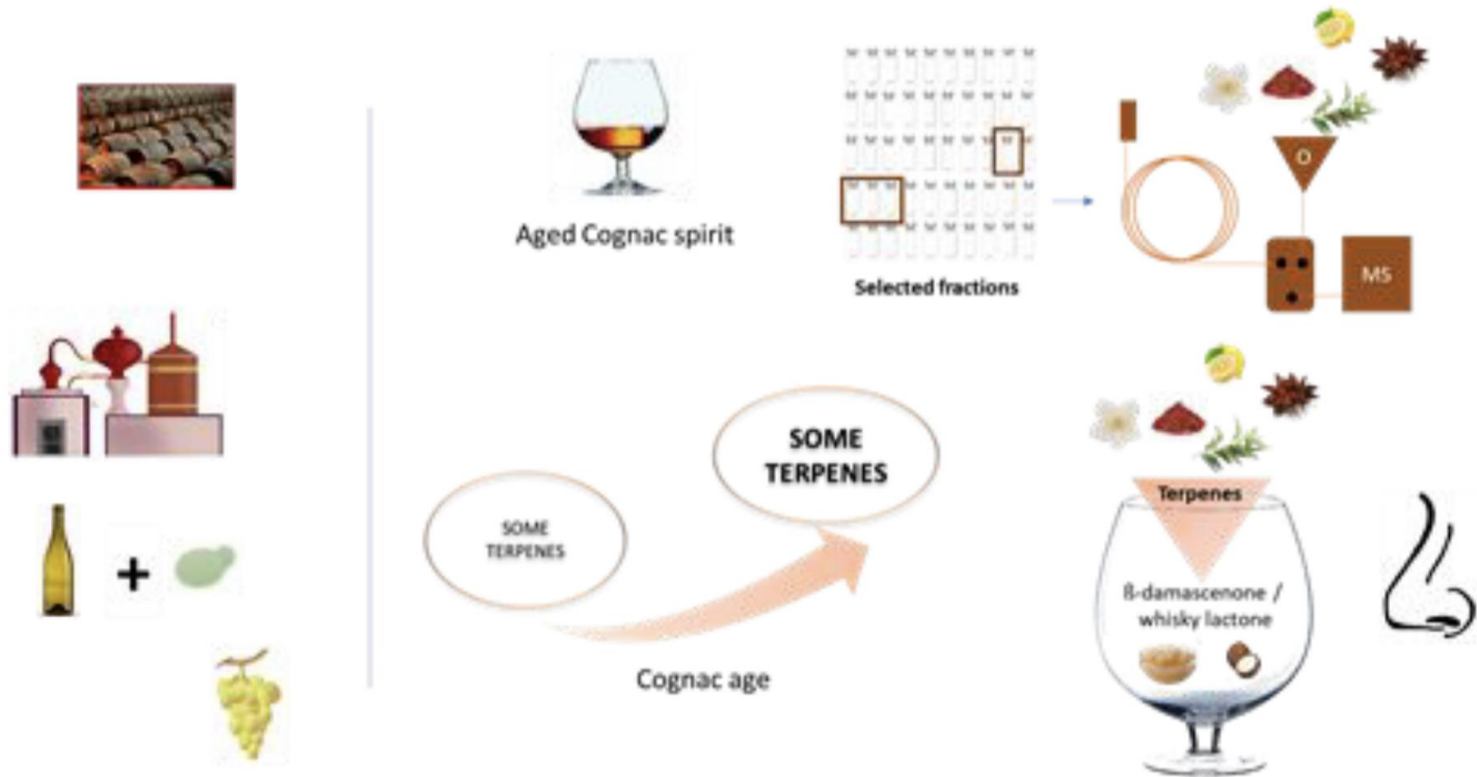 Aged Cognac spirit
Selected fractions
O
MS
SOME
TERPENES
SOME
TERPENES
Cognac age
Terpenes
ß-damascenone /
whisky lactone